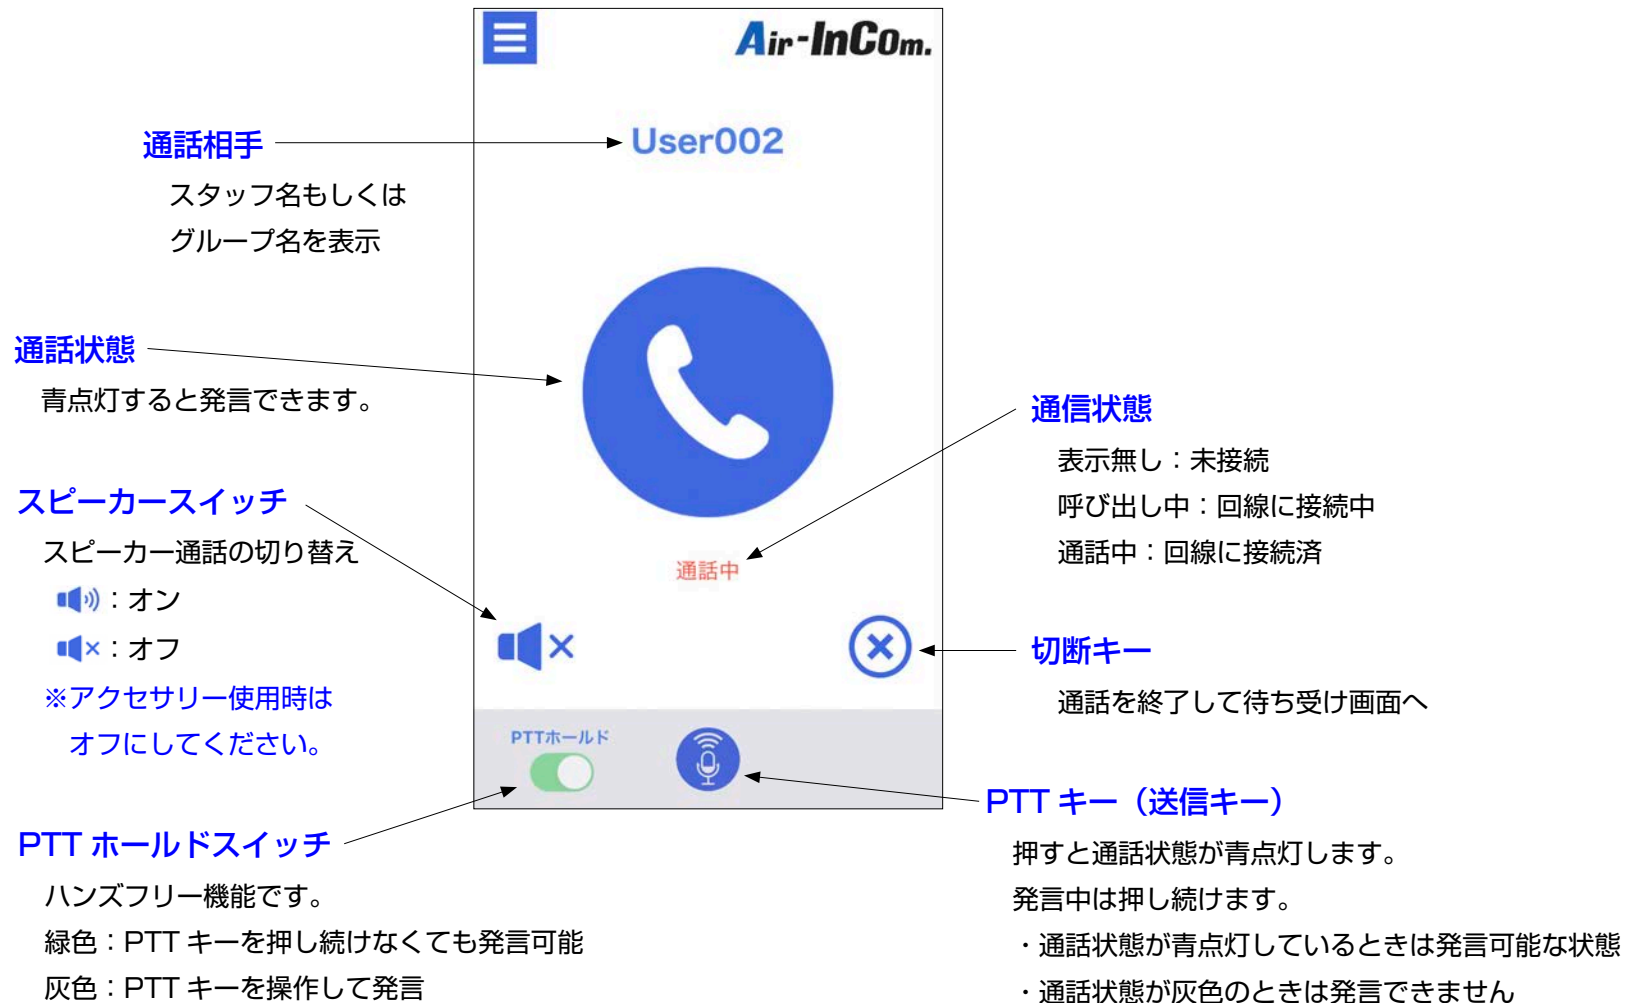 Air-InCom.
User002
通話相手
スタッフ名もしくは
グループ名を表示
通話状態
青点灯すると発言できます。
スピーカースイッチ
スピーカー通話の切り替え
：オン
：オフ
※アクセサリー使用時は
オフにしてください。
通話中
通信状態
表示無し：未接続
呼び出し中：回線に接続中
通話中：回線に接続済
切断キー
通話を終了して待ち受け画面へ
PTTホールド
PTT ホールドスイッチ
ハンズフリー機能です。
緑色：PTT キーを押し続けなくても発言可能
灰色：PTT キーを操作して発言
PTT キー（送信キー）
押すと通話状態が青点灯します。
発言中は押し続けます。
・通話状態が青点灯しているときは発言可能な状態
・通話状態が灰色のときは発言できません